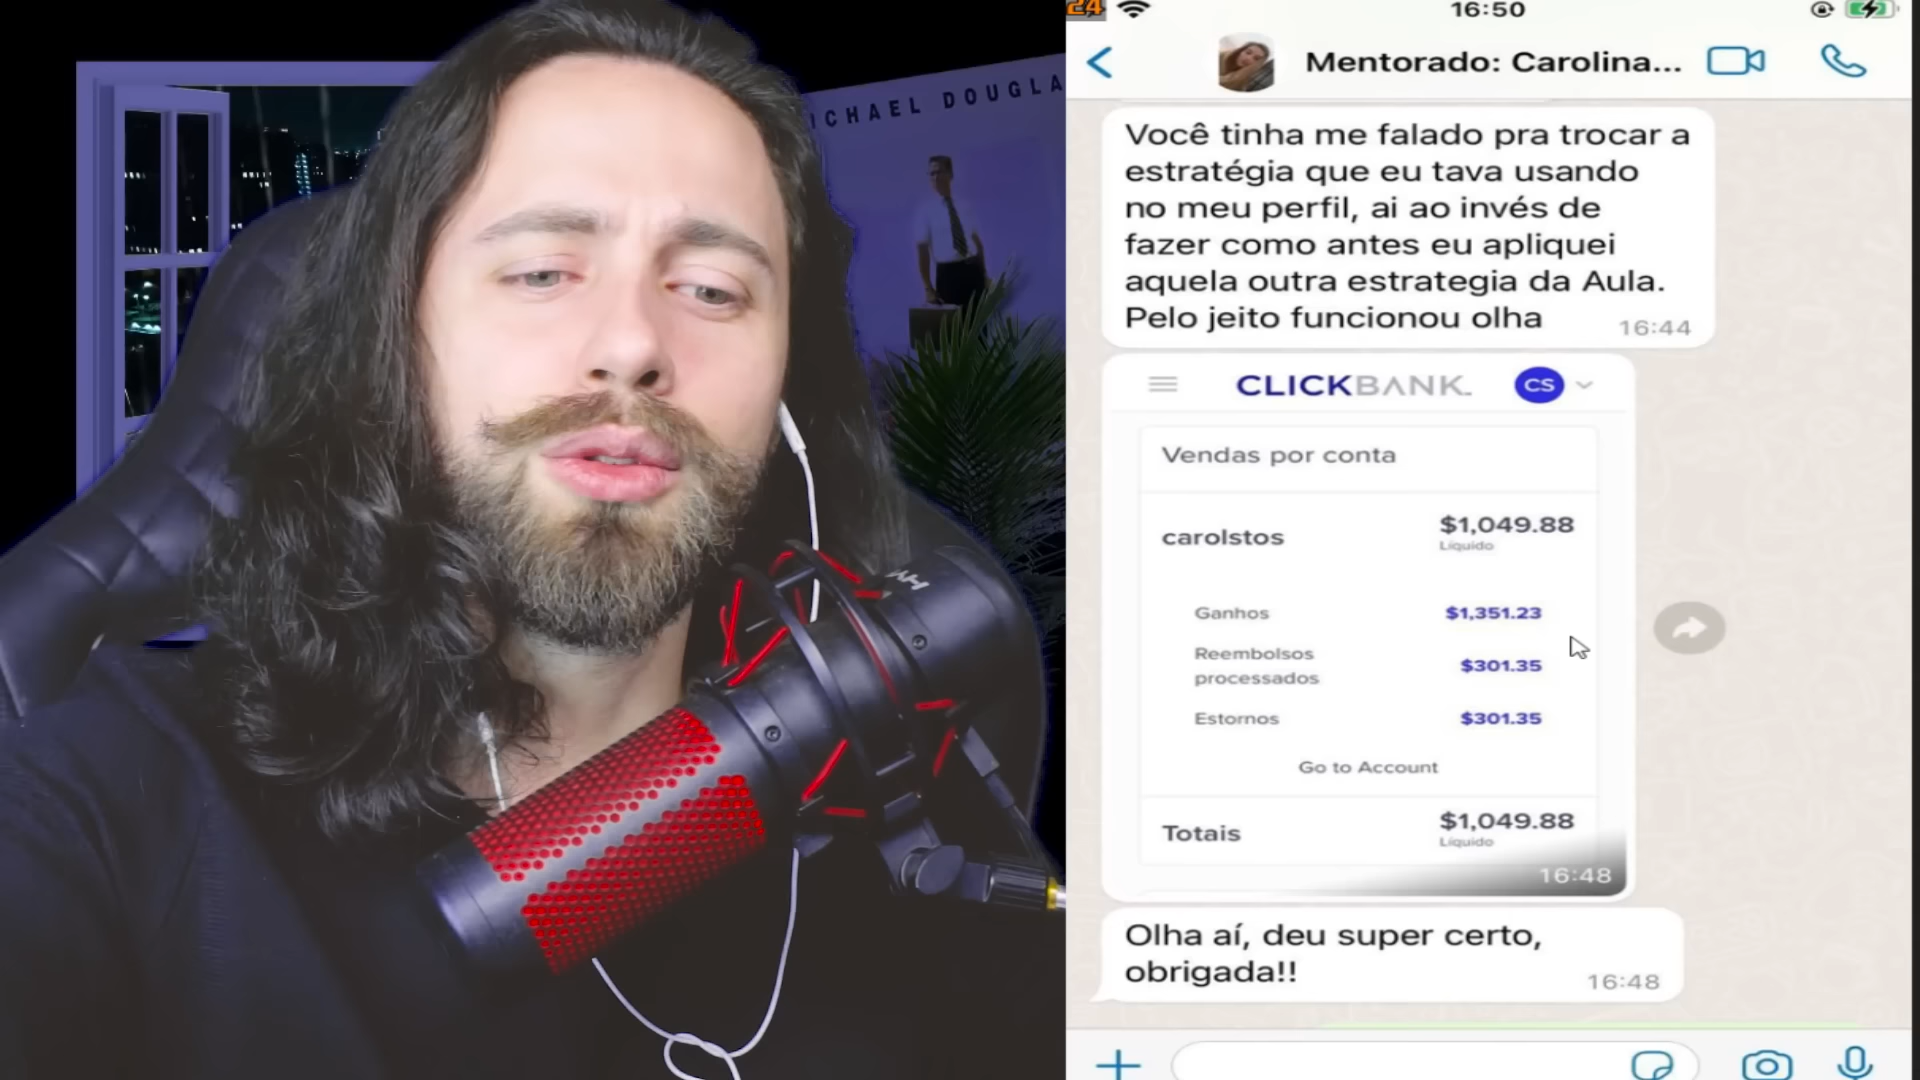 ICHAEL DOUGLA
24
16:50
Mentorado: Carolina...
Você tinha me falado pra trocar a
estratégia que eu tava usando
no meu perfil, ai ao invés de
fazer como antes eu apliquei
aquela outra estrategia da Aula.
Pelo jeito funcionou olha
16:44
CLICKBANK.
CS
Vendas por conta
carolstos
$1,049.88
Líquido
Ganhos
$1,351.23
Reembolsos
processados
$301.35
Estornos
$301.35
Go to Account
Totais
$1,049.88
Líquido
16:48
Olha aí, deu super certo,
obrigada!!
16:48